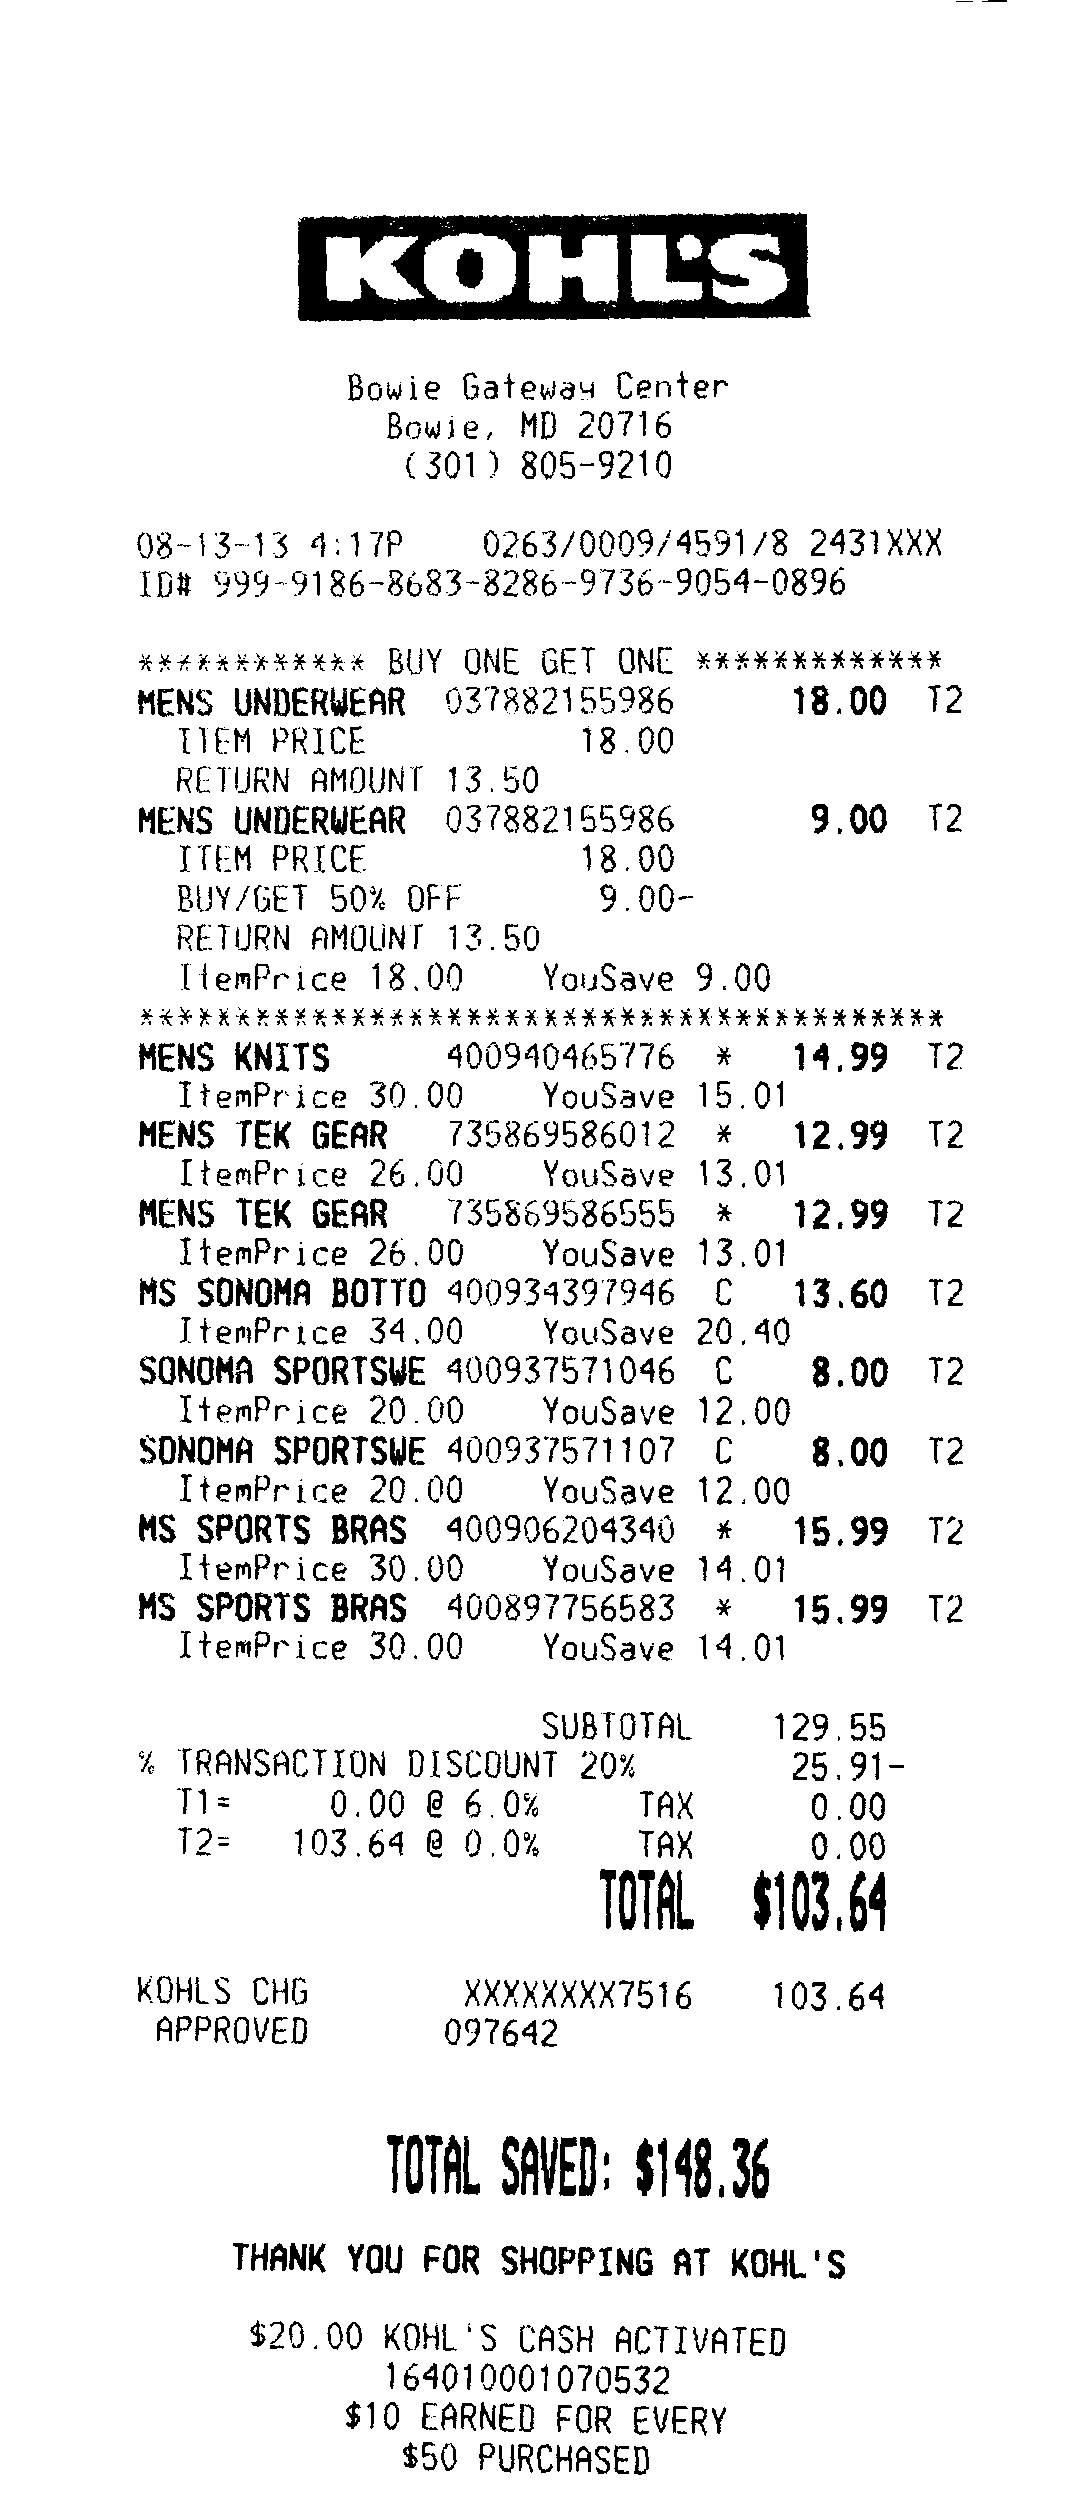 KOHL'S
Bowie Gateway Center
Bowie, MD 20716
(301) 805-9210
08-13-13 4:17P 0263/0009/4591/8 2431XXX
ID# 999-9186-8683-8286-9736-9054-0896
************ BUY ONE GET ONE *************
MENS UNDERWEAR 037882155986 18.00 T2
ITEM PRICE 18.00
RETURN AMOUNT 13.50
MENS UNDERWEAR 037882155986 9.00 T2
ITEM PRICE 18.00
BUY/GET 50% OFF 9.00-
RETURN AMOUNT 13.50
ItemPrice 18.00 YouSave 9.00
******************************************
MENS KNITS 400940465776 * 14.99 T2
ItemPrice 30.00 YouSave 15.01
MENS TEK GEAR 735869586012 * 12.99 T2
ItemPrice 26.00 YouSave 13.01
MENS TEK GEAR 735869586555 * 12.99 T2
ItemPrice 26.00 YouSave 13.01
MS SONOMA BOTTO 400934397946 C 13.60 T2
ItemPrice 34.00 YouSave 20.40
SONOMA SPORTSWE 400937571046 C 8.00 T2
ItemPrice 20.00 YouSave 12.00
SONOMA SPORTSWE 400937571107 C 8.00 T2
ItemPrice 20.00 YouSave 12.00
MS SPORTS BRAS 400906204340 * 15.99 T2
ItemPrice 30.00 YouSave 14.01
MS SPORTS BRAS 400897756583 * 15.99 T2
ItemPrice 30.00 YouSave 14.01
SUBTOTAL 129.55
% TRANSACTION DISCOUNT 20% 25.91-
T1= 0.00 @ 6.0% TAX 0.00
T2= 103.64 @ 0.0% TAX 0.00
TOTAL $103.64
KOHLS CHG XXXXXXXX7516 103.64
APPROVED 097642
TOTAL SAVED: $148.36
THANK YOU FOR SHOPPING AT KOHL'S
$20.00 KOHL'S CASH ACTIVATED
164010001070532
$10 EARNED FOR EVERY
$50 PURCHASED